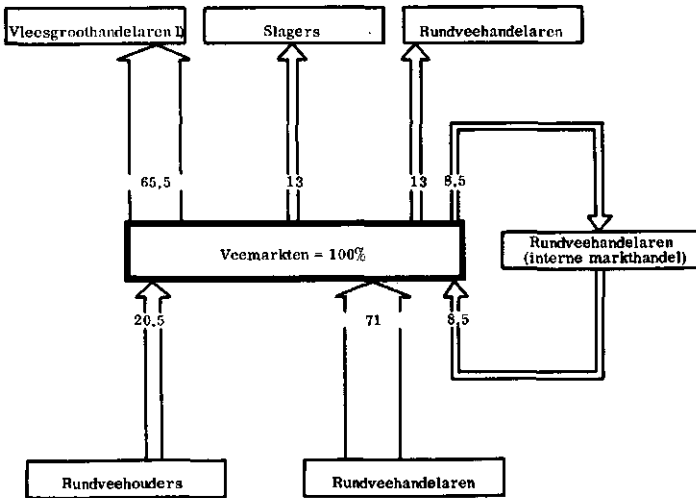 Vleesgroothandelaren I)
Slagers
Rundveehandelaren
65,5
13
13
8,5
Veemarkten = 100%
Rundveehandelaren
(interne markthandel)
20,5
71
8,5
Rundveehouders
Rundveehandelaren